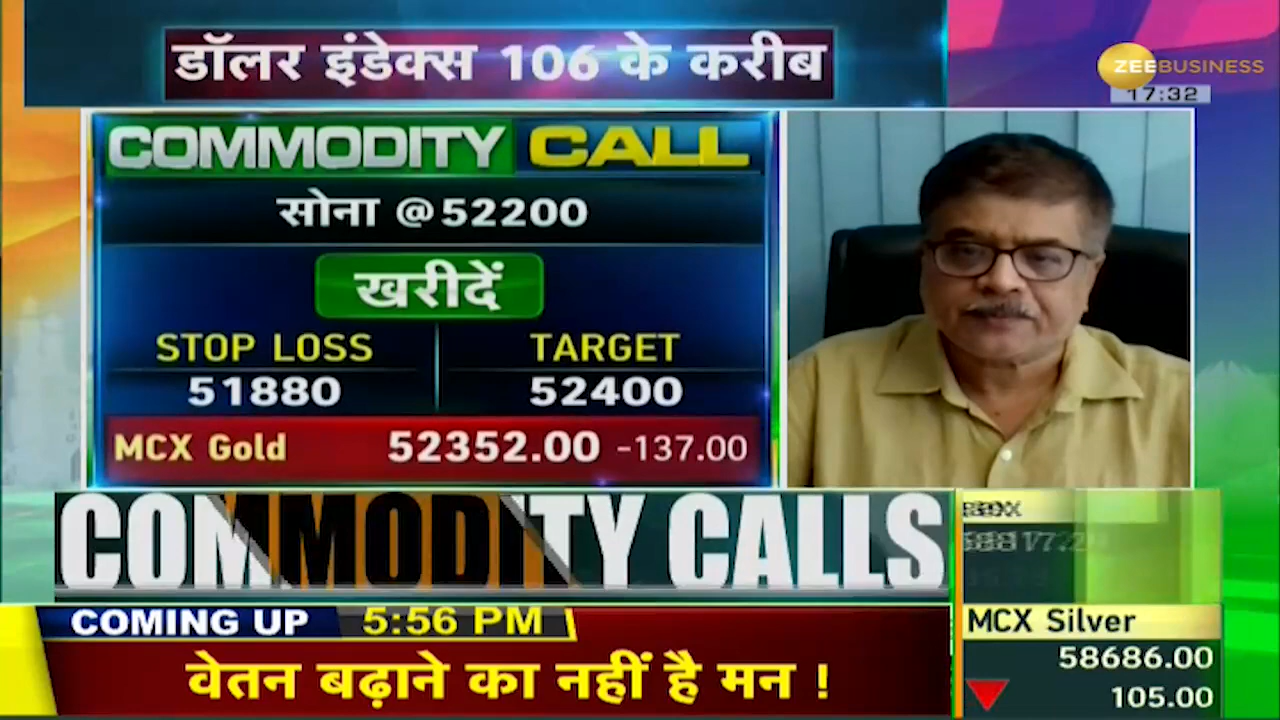 डॉलर इंडेक्स 106 के करीब
ZEEBUSINESS
17:32
COMMODITY CALL
सोना @52200
खरीदें
STOP LOSS
TARGET
51880
52400
MCX Gold 52352.00 -137.00
COMMODITY CALLS
MCX Silver
58686.00
105.00
COMING UP 5:56 PM
वेतन बढ़ाने का नहीं है मन !